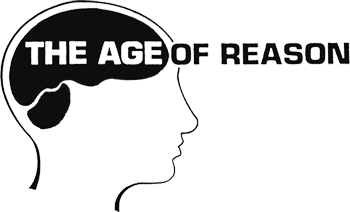 THE AGE OF REASON